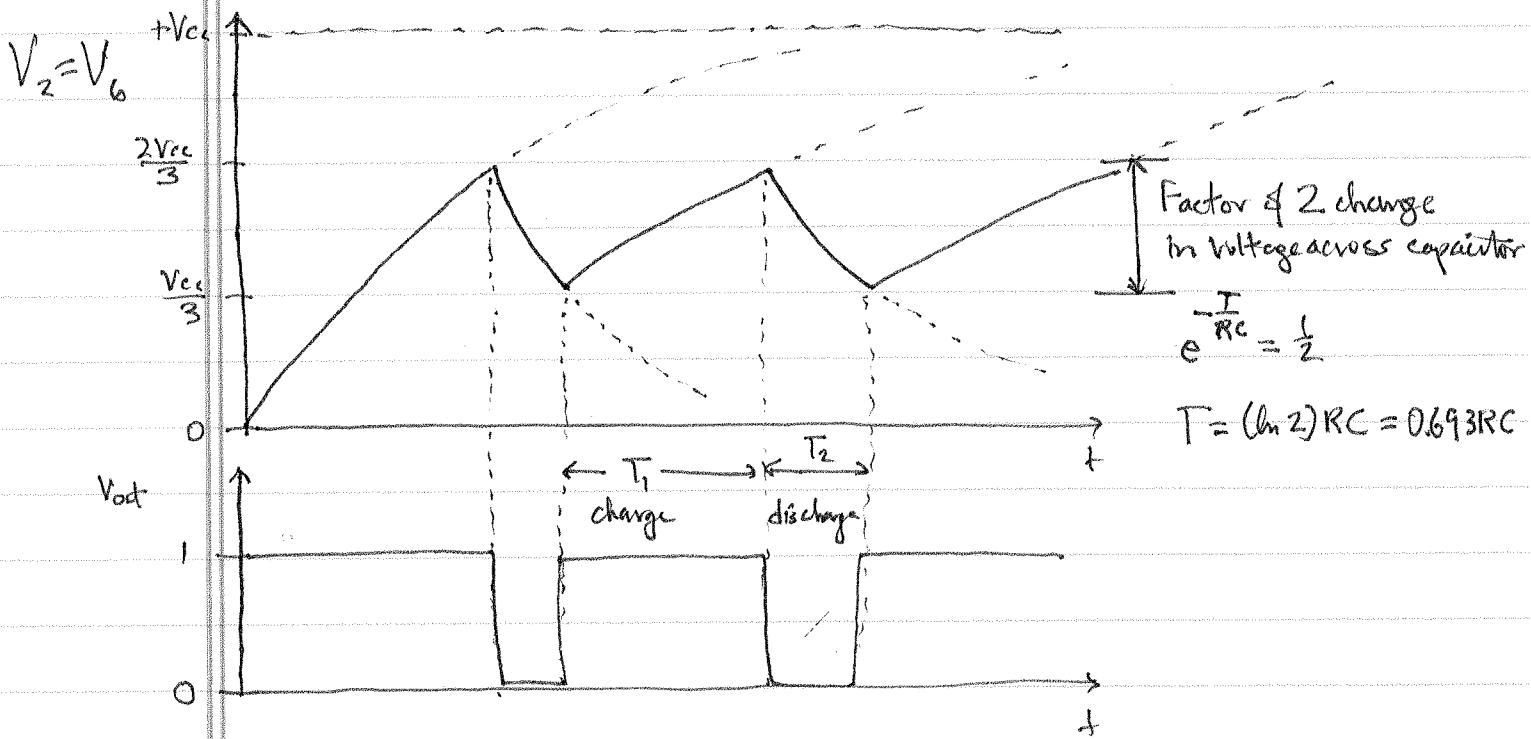 +Vcc
V₂=V₆
2Vcc/3
Vcc/3
0
t
Factor of 2 change
in voltage across capacitor
e^(-T/RC) = 1/2
T = (ln 2) RC = 0.693RC
T₁
charge
T₂
discharge
Vout
1
0
t